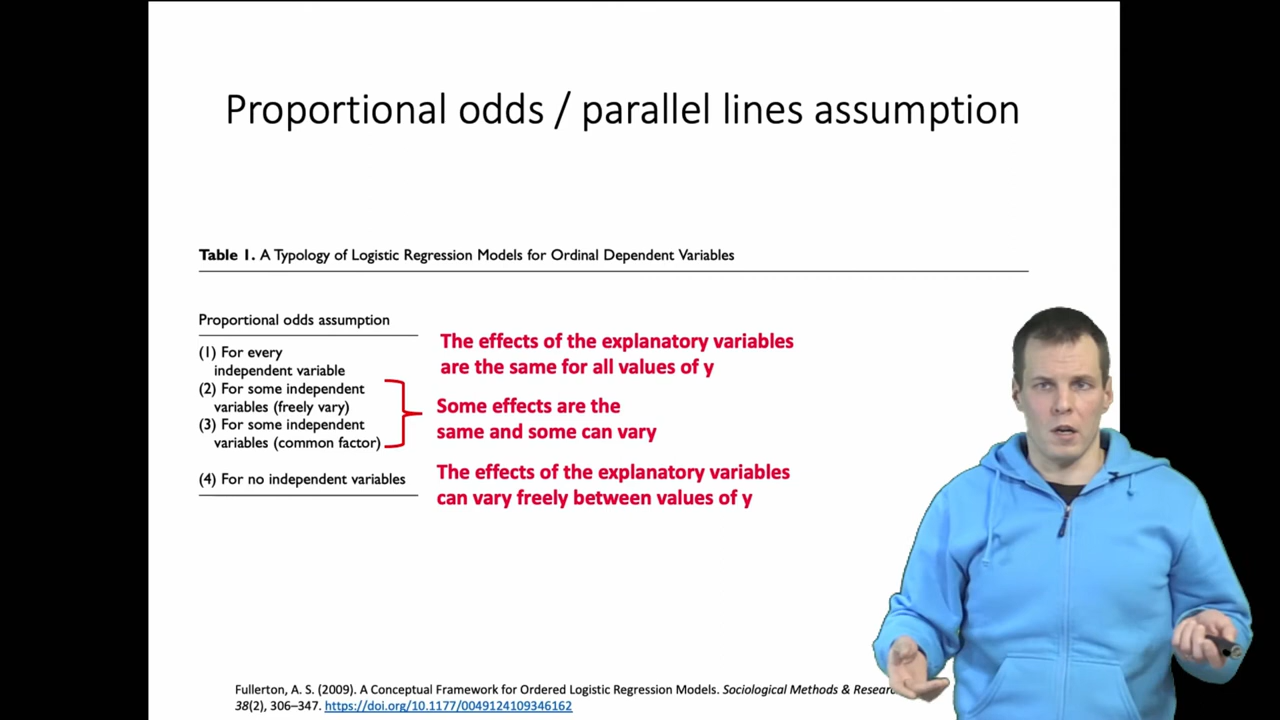 Proportional odds / parallel lines assumption
Table 1. A Typology of Logistic Regression Models for Ordinal Dependent Variables
Proportional odds assumption
(1) For every
independent variable
(2) For some independent
variables (freely vary)
(3) For some independent
variables (common factor)
(4) For no independent variables
The effects of the explanatory variables
are the same for all values of y
Some effects are the
same and some can vary
The effects of the explanatory variables
can vary freely between values of y
Fullerton, A. S. (2009). A Conceptual Framework for Ordered Logistic Regression Models. Sociological Methods &
38(2), 306–347. https://doi.org/10.1177/0049124109346162